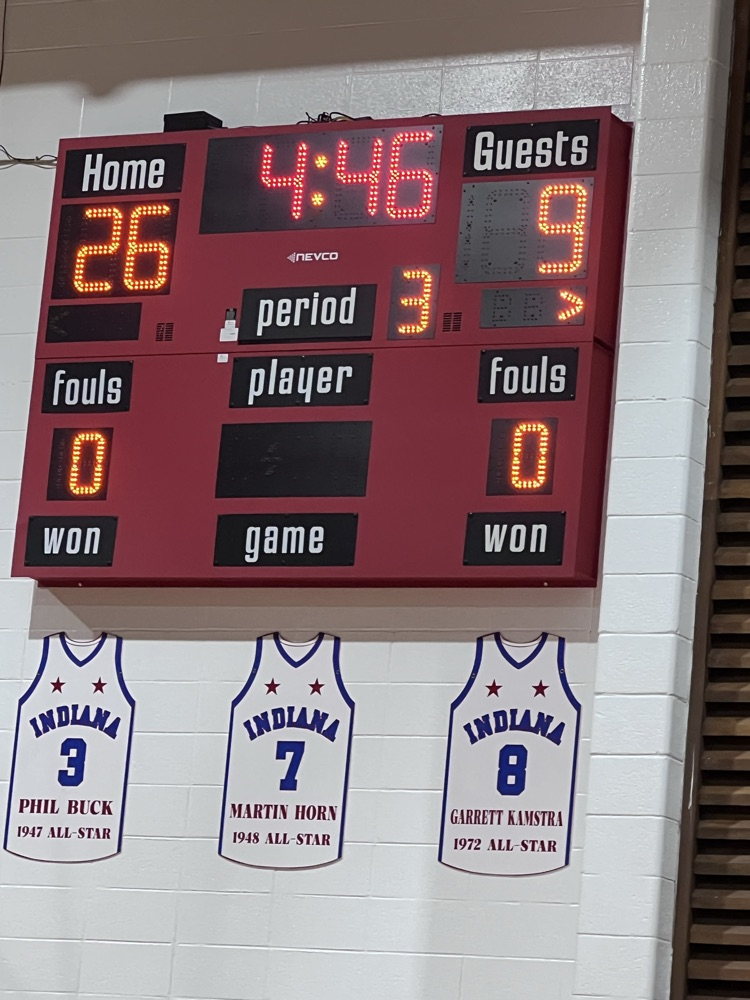 Home
4:46
Guests
26
9
NEVCO
period
3
>
fouls
player
fouls
0
0
won
game
won
INDIANA
3
PHIL BUCK
1947 ALL-STAR
INDIANA
7
MARTIN HORN
1948 ALL-STAR
INDIANA
8
GARRETT KAMSTRA
1972 ALL-STAR